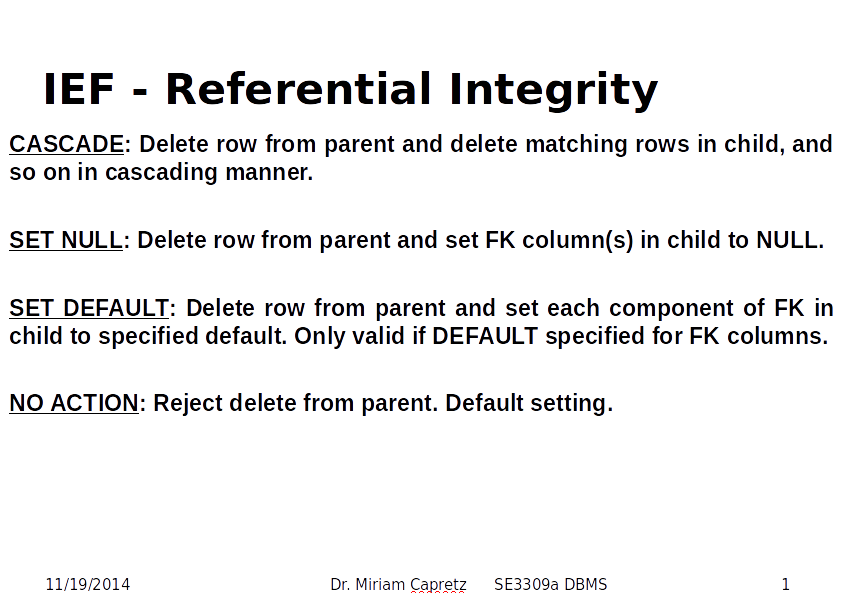 IEF - Referential Integrity
CASCADE: Delete row from parent and delete matching rows in child, and
so on in cascading manner.
SET NULL: Delete row from parent and set FK column(s) in child to NULL.
SET DEFAULT: Delete row from parent and set each component of FK in
child to specified default. Only valid if DEFAULT specified for FK columns.
NO ACTION: Reject delete from parent. Default setting.
11/19/2014 Dr. Miriam Capretz SE3309a DBMS 1